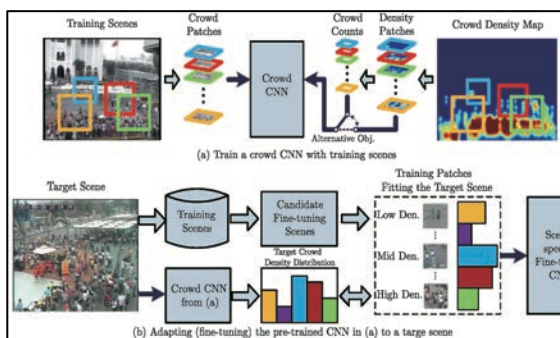 Training Scenes
Crowd
Patches
Crowd
Counts
Density
Patches
Crowd Density Map
Crowd
CNN
Alternative Obj.
(a) Train a crowd CNN with training scenes
Target Scene
Training
Scenes
Candidate
Fine-tuning
Scenes
Training Patches
Fitting the Target Scene
Low Den.
Mid Den.
High Den.
Target Crowd
Density Distribution
Crowd CNN
from (a)
Fine-t
CN
(b) Adapting (fine-tuning) the pre-trained CNN in (a) to a targe scene